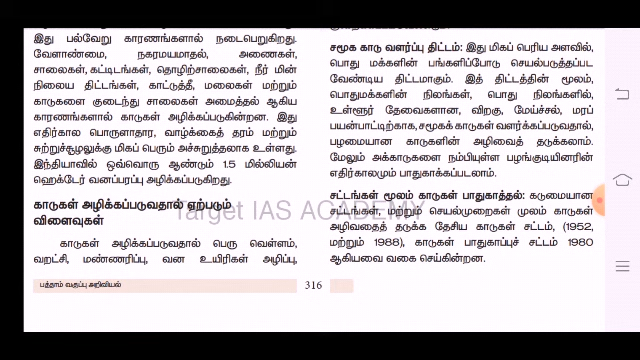 இது பல்வேறு காரணங்களால் நடைபெறுகிறது.
வேளாண்மை, நகரமயமாதல், அணைகள்,
சாலைகள், கட்டிடங்கள், தொழிற்சாலைகள், நீர் மின்
நிலைய திட்டங்கள், காட்டுத்தீ, மலைகள் மற்றும்
காடுகளை குடைந்து சாலைகள் அமைத்தல் ஆகிய
காரணங்களால் காடுகள் அழிக்கப்படுகின்றன. இது
எதிர்கால பொருளாதார, வாழ்க்கைத் தரம் மற்றும்
சுற்றுச்சூழலுக்கு மிகப் பெரும் அச்சுறுத்தலாக உள்ளது.
இந்தியாவில் ஒவ்வொரு ஆண்டும் 1.5 மில்லியன்
ஹெக்டேர் வனப்பரப்பு அழிக்கப்படுகிறது.
காடுகள் அழிக்கப்படுவதால் ஏற்படும்
விளைவுகள்
காடுகள் அழிக்கப்படுவதால் பெரு வெள்ளம்,
வறட்சி, மண்ணரிப்பு, வன உயிரிகள் அழிப்பு,
சமூக காடு வளர்ப்பு திட்டம்: இது மிகப் பெரிய அளவில்,
பொது மக்களின் பங்களிப்போடு செயல்படுத்தப்பட
வேண்டிய திட்டமாகும். இத் திட்டத்தின் மூலம்,
பொதுமக்களின் நிலங்கள், பொது நிலங்களில்,
உள்ளூர் தேவைகளான, விறகு, மேய்ச்சல், மரப்
பயன்பாட்டிற்காக, சமூகக் காடுகள் வளர்க்கப்படுவதால்,
பழமையான காடுகளின் அழிவைத் தடுக்கலாம்.
மேலும் அக்காடுகளை நம்பியுள்ள பழங்குடியினரின்
எதிர்காலமும் பாதுகாக்கப்படலாம்.
சட்டங்கள் மூலம் காடுகள் பாதுகாத்தல்: கடுமையான
சட்டங்கள், மற்றும் செயல்முறைகள் முலம் காடுகள்
அழிவதைத் தடுக்க தேசிய காடுகள் சட்டம், (1952,
மற்றும் 1988), காடுகள் பாதுகாப்புச் சட்டம் 1980
ஆகியவை வகை செய்கின்றன.
Target IAS ACADEMY
பத்தாம் வகுப்பு அறிவியல்
316